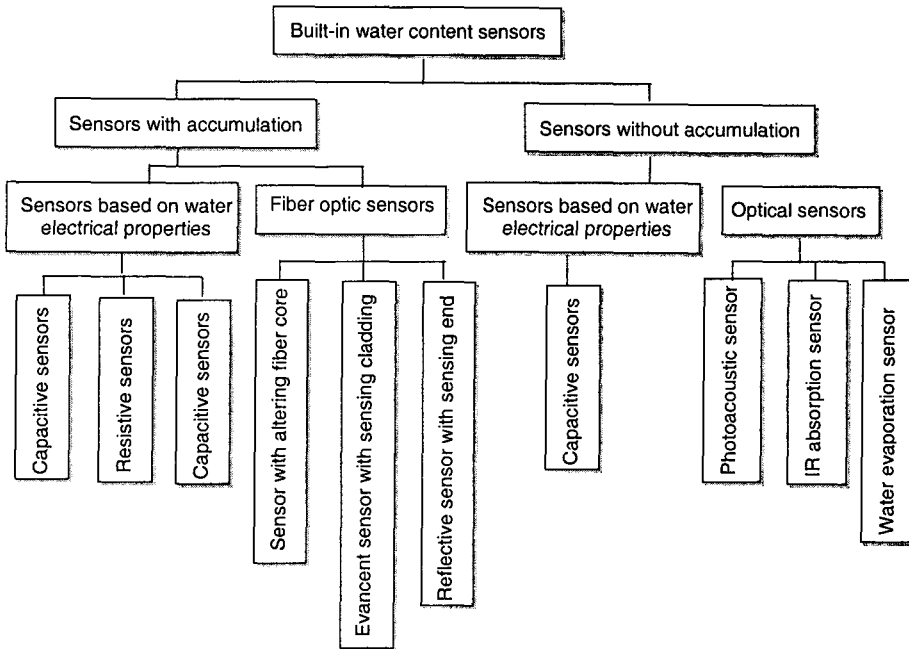 Built-in water content sensors
Sensors with accumulation
Sensors without accumulation
Sensors based on water
electrical properties
Fiber optic sensors
Sensors based on water
electrical properties
Optical sensors
Capacitive sensors
Resistive sensors
Capacitive sensors
Sensor with altering fiber core
Evancent sensor with sensing cladding
Reflective sensor with sensing end
Capacitive sensors
Photoacoustic sensor
IR absorption sensor
Water evaporation sensor